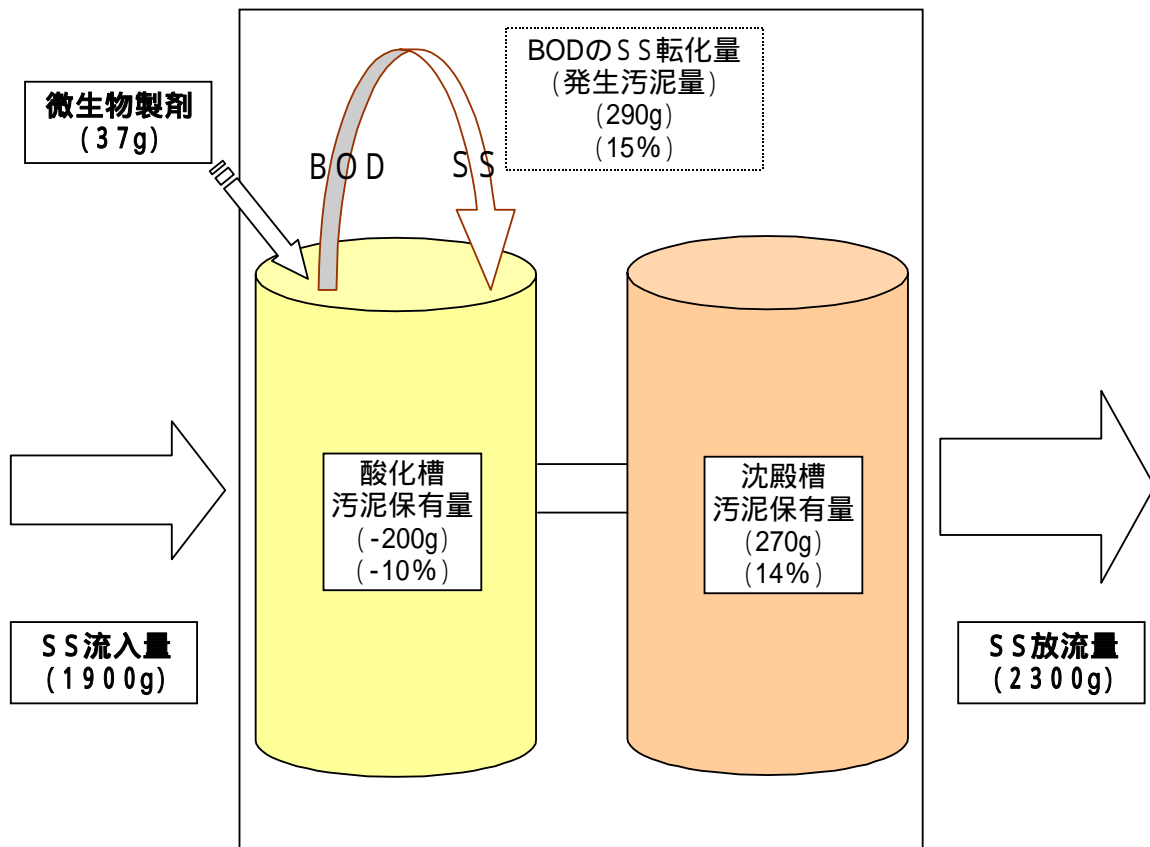 BODのSS転化量
(発生汚泥量)
(290g)
(15%)
微生物製剤
(37g)
BOD
SS
酸化槽
汚泥保有量
(-200g)
(-10%)
沈殿槽
汚泥保有量
(270g)
(14%)
SS流入量
(1900g)
SS放流量
(2300g)